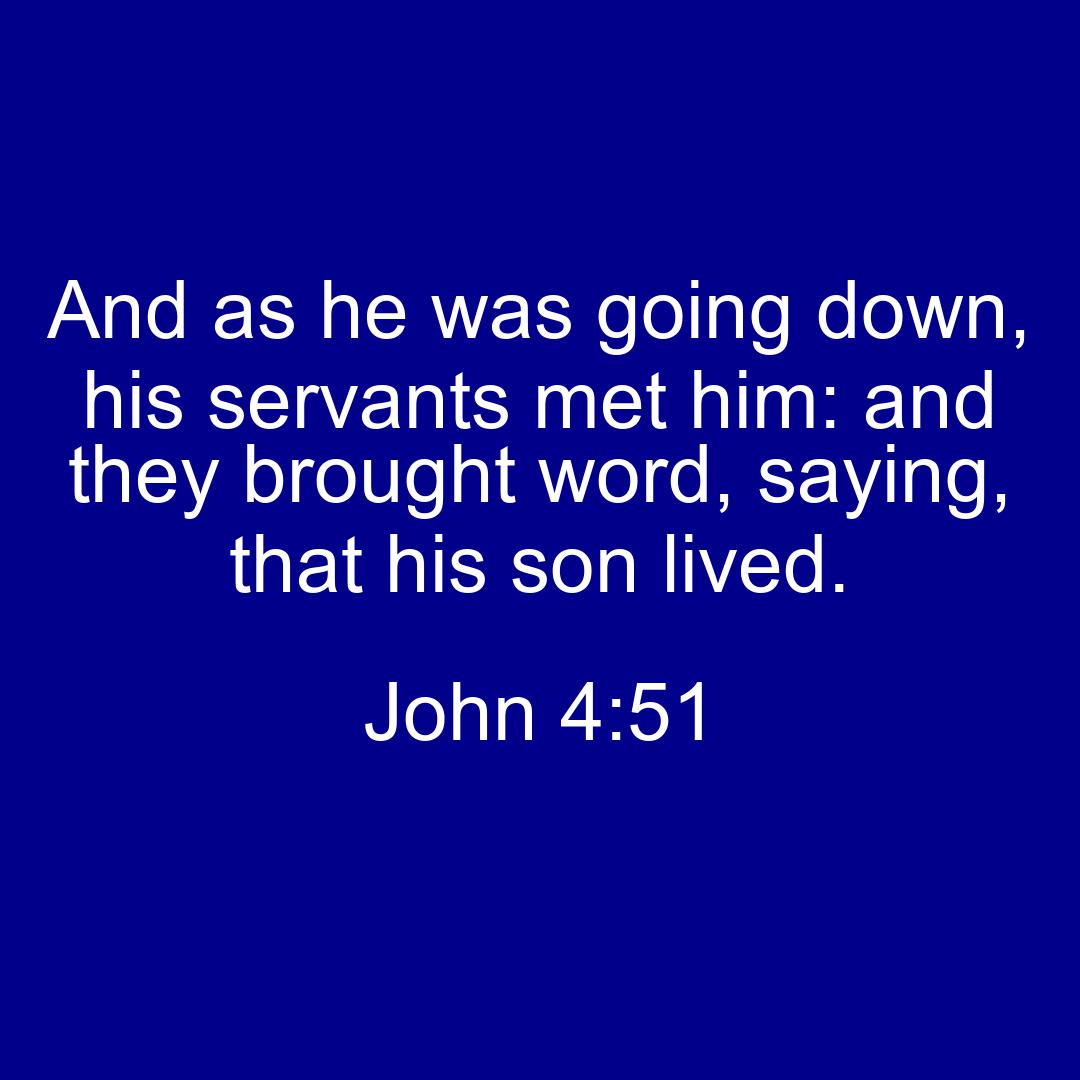 And as he was going down,
his servants met him: and
they brought word, saying,
that his son lived.
John 4:51